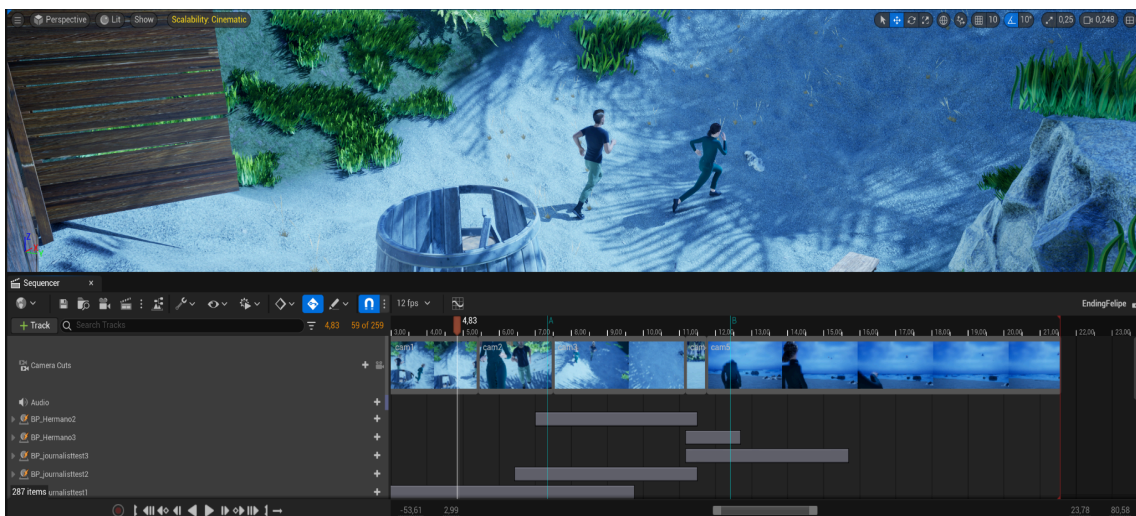 Perspective Lit Show Scalability: Cinematic 10 10° 0,25 0,248
Sequencer ×
12 fps EndingFelipe
+ Track Search Tracks 4,83 59 of 259
4,83 A B
3,00 4,00 5,00 6,00 7,00 8,00 9,00 10,00 11,00 12,00 13,00 14,00 15,00 16,00 17,00 18,00 19,00 20,00 21,00 22,00 23,00
Camera Cuts cam1 cam2 cam3 cam cam5
Audio
BP_Hermano2
BP_Hermano3
BP_journalisttest3
BP_journalisttest2
287 items urnalisttest1
-53,61 2,99 23,78 80,58